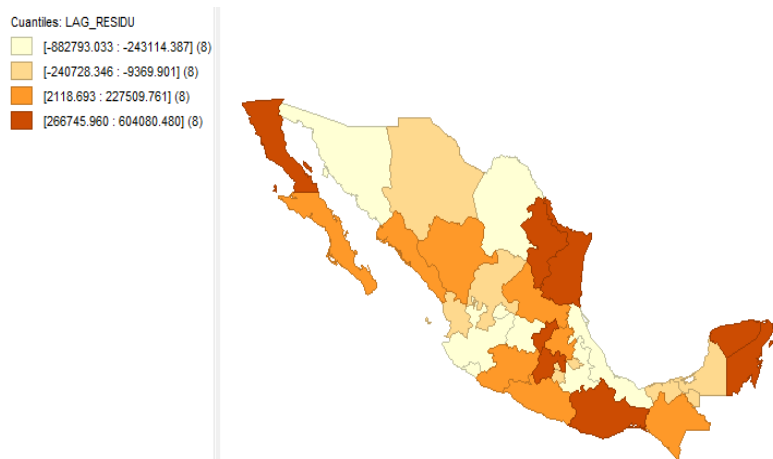 Cuantiles: LAG_RESIDU
[-882793.033 : -243114.387] (8)
[-240728.346 : -9369.901] (8)
[2118.693 : 227509.761] (8)
[266745.960 : 604080.480] (8)